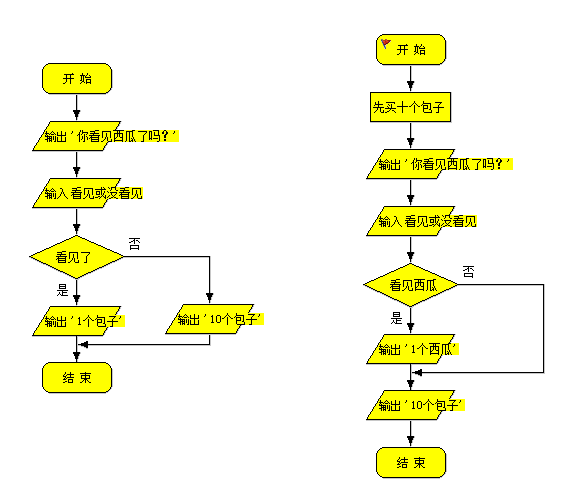 开 始
输出 '你看见西瓜了吗？'
输入 看见或没看见
看见了
否
是
输出 '1个包子'
输出 '10个包子'
结 束
开 始
先买十个包子
输出 '你看见西瓜了吗？'
输入 看见或没看见
看见西瓜
否
是
输出 '1个西瓜'
输出 '10个包子'
结 束